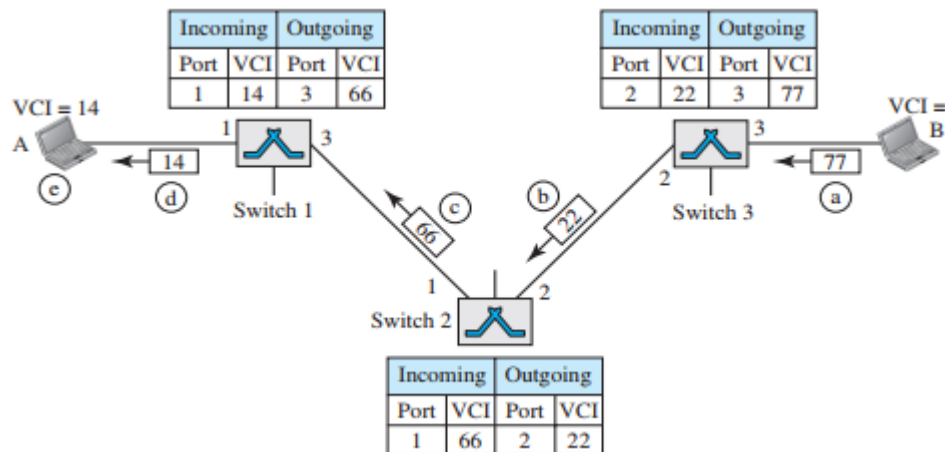 Incoming Outgoing
Port VCI Port VCI
1 14 3 66
Incoming Outgoing
Port VCI Port VCI
2 22 3 77
VCI = 14
VCI =
A
1
3
3
B
14
77
e
d
c
b
a
2
Switch 1
Switch 3
66
22
1
2
Switch 2
Incoming Outgoing
Port VCI Port VCI
1 66 2 22